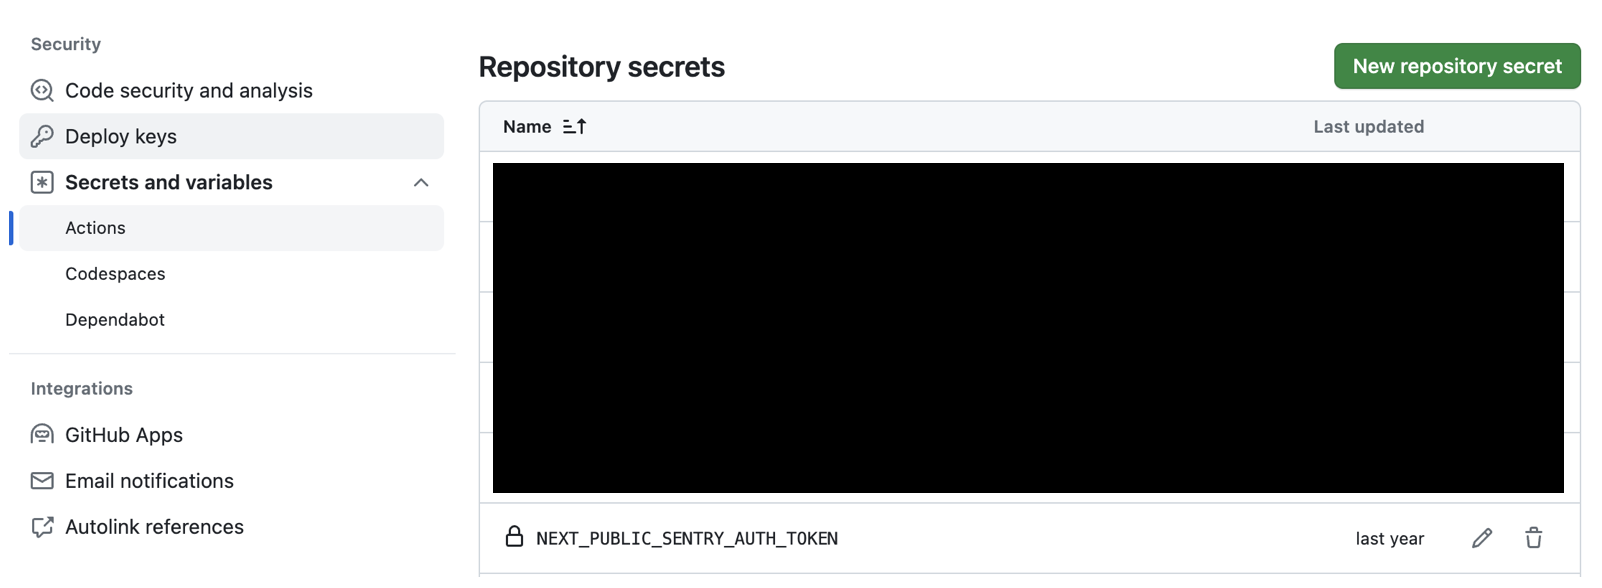 Security
Code security and analysis
Deploy keys
Secrets and variables
Actions
Codespaces
Dependabot
Integrations
GitHub Apps
Email notifications
Autolink references
Repository secrets
New repository secret
Name Last updated
NEXT_PUBLIC_SENTRY_AUTH_TOKEN last year